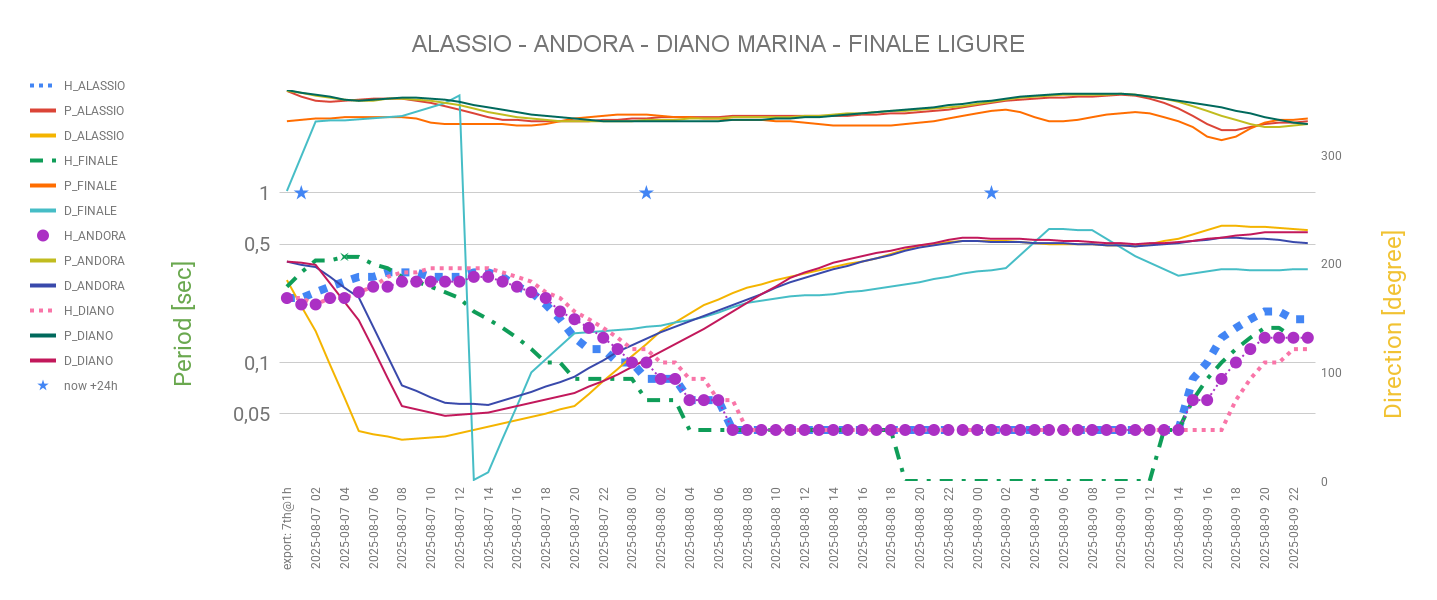 ALASSIO - ANDORA - DIANO MARINA - FINALE LIGURE
H_ALASSIO
P_ALASSIO
D_ALASSIO
H_FINALE
P_FINALE
D_FINALE
H_ANDORA
P_ANDORA
D_ANDORA
H_DIANO
P_DIANO
D_DIANO
now +24h
Period [sec]
1
0,5
0,1
0,05
300
200
100
0
Direction [degree]
export: 7th@1h
2025-08-07 02
2025-08-07 04
2025-08-07 06
2025-08-07 08
2025-08-07 10
2025-08-07 12
2025-08-07 14
2025-08-07 16
2025-08-07 18
2025-08-07 20
2025-08-07 22
2025-08-08 00
2025-08-08 02
2025-08-08 04
2025-08-08 06
2025-08-08 08
2025-08-08 10
2025-08-08 12
2025-08-08 14
2025-08-08 16
2025-08-08 18
2025-08-08 20
2025-08-08 22
2025-08-09 00
2025-08-09 02
2025-08-09 04
2025-08-09 06
2025-08-09 08
2025-08-09 10
2025-08-09 12
2025-08-09 14
2025-08-09 16
2025-08-09 18
2025-08-09 20
2025-08-09 22